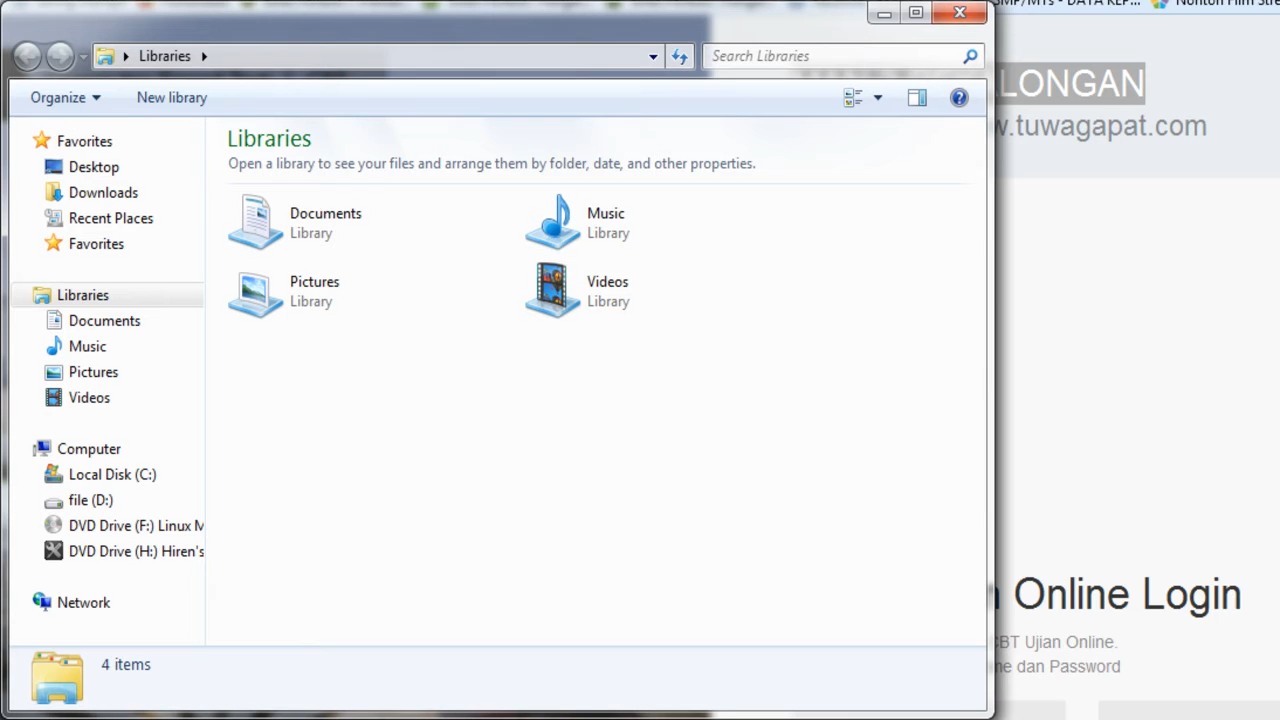 Nonton Film Stre
Libraries
Search Libraries
LONGAN
.tuwagapat.com
Organize
New library
Favorites
Desktop
Downloads
Recent Places
Favorites
Libraries
Documents
Music
Pictures
Videos
Computer
Local Disk (C:)
file (D:)
DVD Drive (F:) Linux M
DVD Drive (H:) Hiren's
Network
Libraries
Open a library to see your files and arrange them by folder, date, and other properties.
Documents
Library
Music
Library
Pictures
Library
Videos
Library
4 items
Online Login
CBT Ujian Online.
dan Password